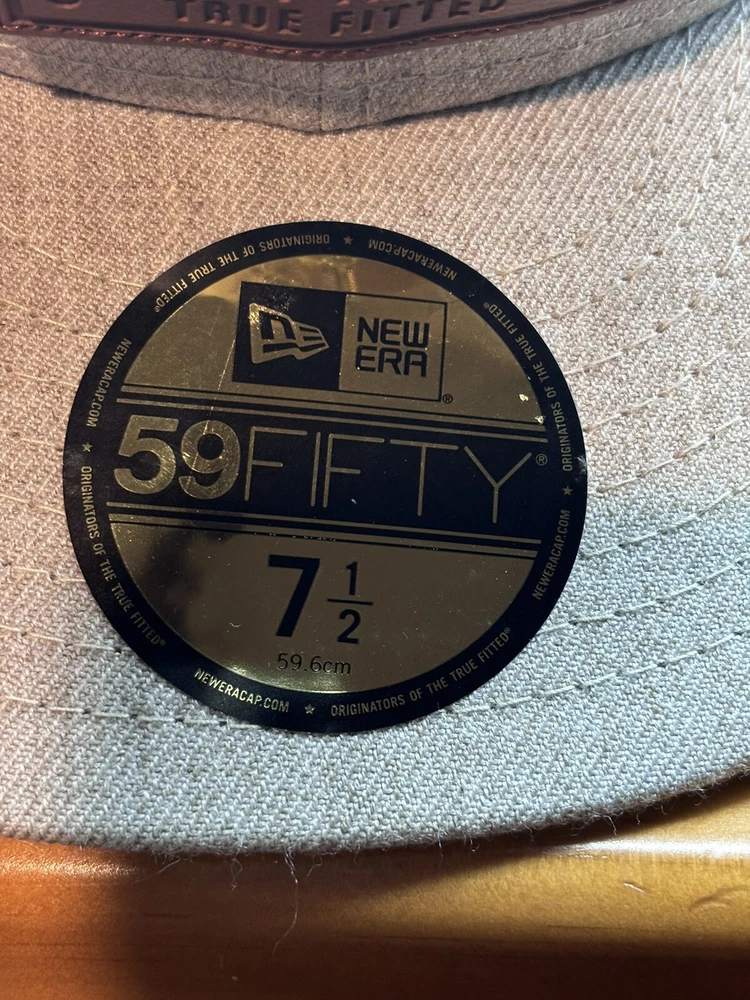 TRUE FITTED
NEWERACAP.COM ★ ORIGINATORS OF THE TRUE FITTED®
NEWERACAP.COM ★ ORIGINATORS OF THE TRUE FITTED®
NEWERACAP.COM ★ ORIGINATORS OF THE TRUE FITTED®
NEWERACAP.COM ★ ORIGINATORS OF THE TRUE FITTED®
NE
NEW
ERA®
59FIFTY®
7 1/2
59.6cm